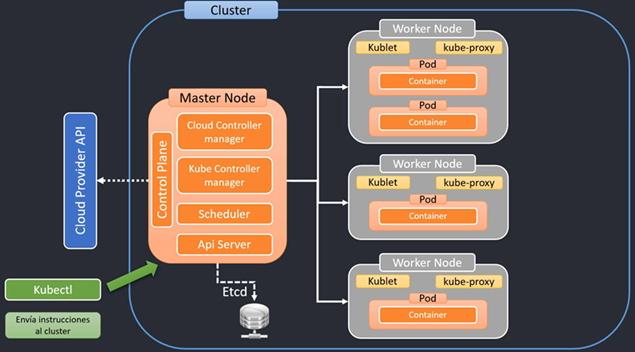 Cluster
Cloud Provider API
Kubectl
Envía instrucciones
al cluster
Master Node
Control Plane
Cloud Controller
manager
Kube Controller
manager
Scheduler
Api Server
Etcd
Worker Node
Kublet
kube-proxy
Pod
Container
Pod
Container
Worker Node
Kublet
kube-proxy
Pod
Container
Worker Node
Kublet
kube-proxy
Pod
Container